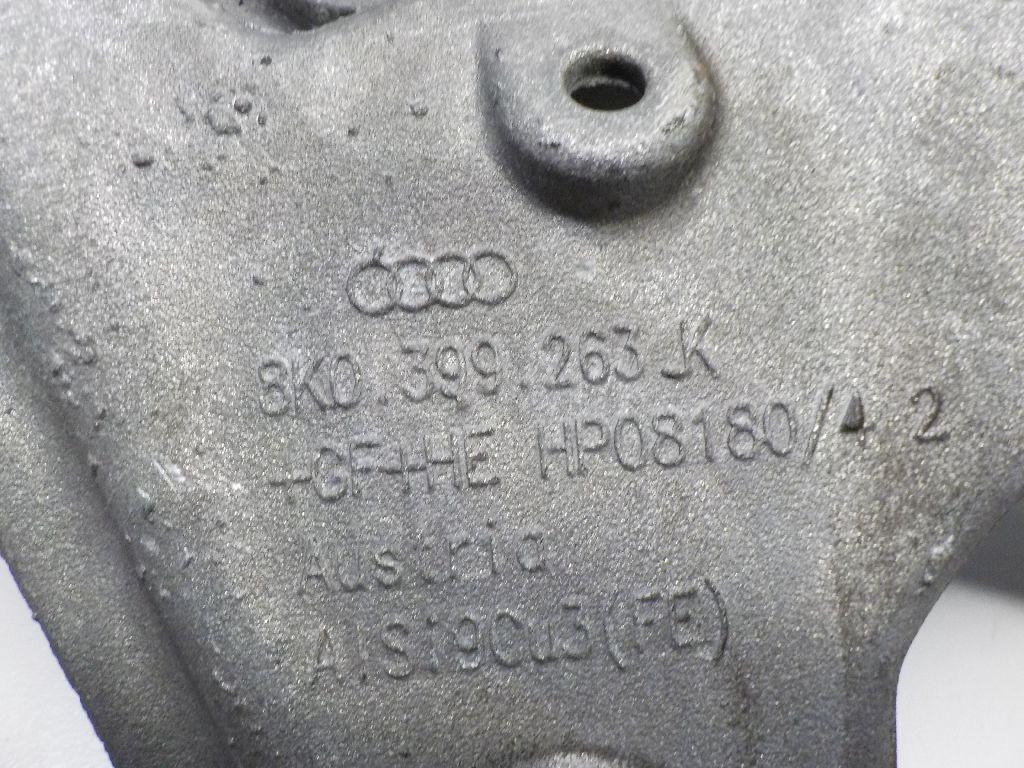 8K0.399.263 K
+GF++HE HP08180/4 2
Austria
AlSi9Cu3(FE)